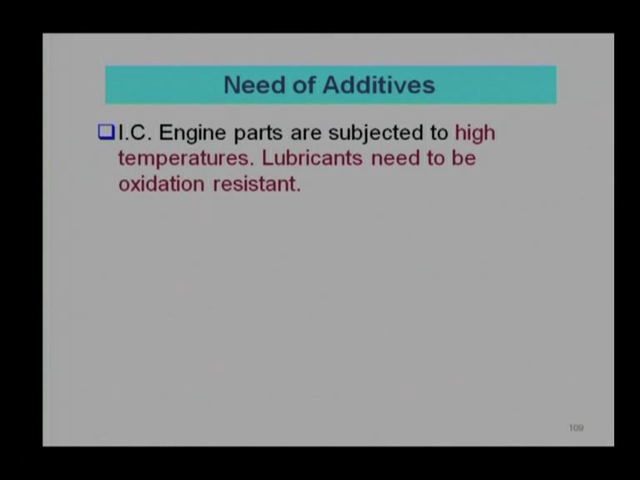 Need of Additives
I.C. Engine parts are subjected to high
temperatures. Lubricants need to be
oxidation resistant.
109